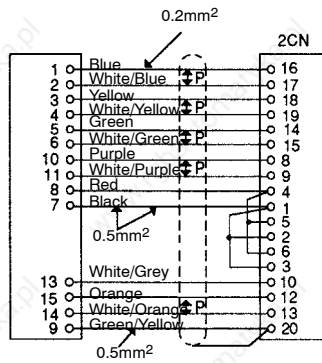 0.2mm²
2CN
1 Blue 16
2 White/Blue P 17
3 Yellow 18
4 White/Yellow P 19
5 Green 14
6 White/Green P 15
10 Purple 8
11 White/Purple P 9
8 Red 4
7 Black 1
5
0.5mm²
2
6
3
13 White/Grey 10
15 Orange 12
14 White/Orange P 13
9 Green/Yellow 20
0.5mm²